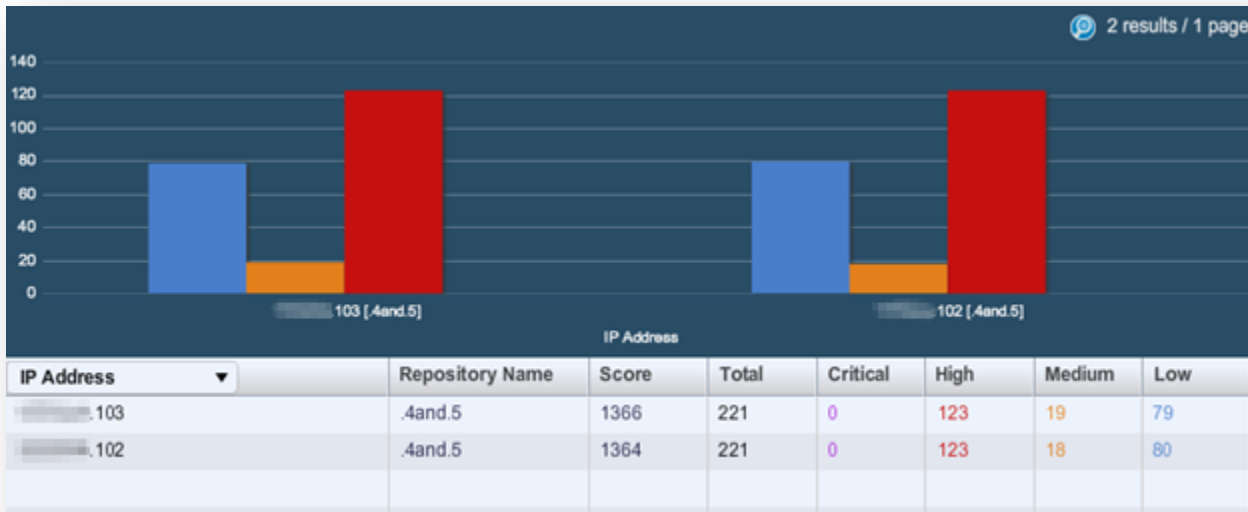 2 results / 1 page
140
120
100
80
60
40
20
0
.103 [.4and.5]
.102 [.4and.5]
IP Address
IP Address Repository Name Score Total Critical High Medium Low
.103 .4and.5 1366 221 0 123 19 79
.102 .4and.5 1364 221 0 123 18 80